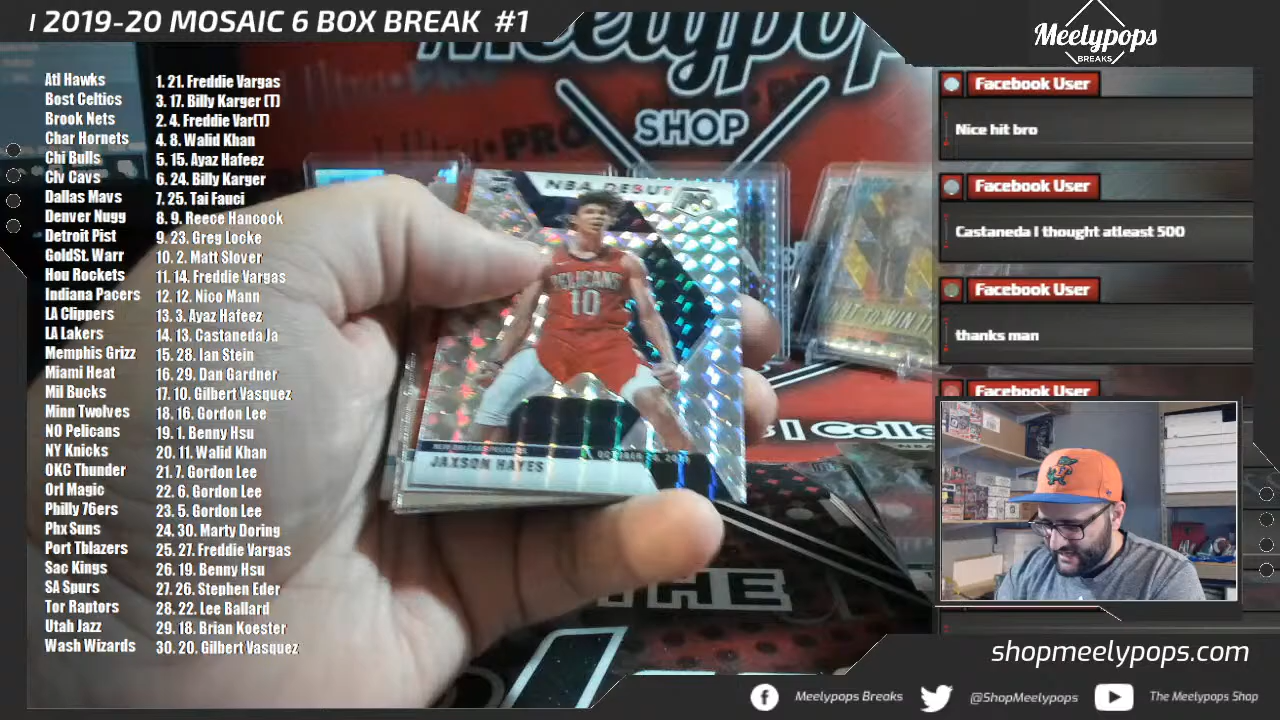 2019-20 MOSAIC 6 BOX BREAK #1
Meelypops
BREAKS
Atl Hawks 1. 21. Freddie Vargas
Bost Celtics 3. 17. Billy Karger (T)
Brook Nets 2. 4. Freddie Var(T)
Char Hornets 4. 8. Walid Khan
Chi Bulls 5. 15. Ayaz Hafeez
Clv Cavs 6. 24. Billy Karger
Dallas Mavs 7. 25. Tai Fauci
Denver Nugg 8. 9. Reece Hancock
Detroit Pist 9. 23. Greg Locke
GoldSt. Warr 10. 2. Matt Slover
Hou Rockets 11. 14. Freddie Vargas
Indiana Pacers 12. 12. Nico Mann
LA Clippers 13. 3. Ayaz Hafeez
LA Lakers 14. 13. Castaneda Ja
Memphis Grizz 15. 28. Ian Stein
Miami Heat 16. 29. Dan Gardner
Mil Bucks 17. 10. Gilbert Vasquez
Minn Twolves 18. 16. Gordon Lee
NO Pelicans 19. 1. Benny Hsu
NY Knicks 20. 11. Walid Khan
OKC Thunder 21. 7. Gordon Lee
Orl Magic 22. 6. Gordon Lee
Philly 76ers 23. 5. Gordon Lee
Phx Suns 24. 30. Marty Doring
Port Tblazers 25. 27. Freddie Vargas
Sac Kings 26. 19. Benny Hsu
SA Spurs 27. 26. Stephen Eder
Tor Raptors 28. 22. Lee Ballard
Utah Jazz 29. 18. Brian Koester
Wash Wizards 30. 20. Gilbert Vasquez
Meelypop
SHOP
PRO
NBA DEBUT
PELICANS
10
NEW ORLEANS PELICANS
JAXSON HAYES
IT TO WIN IT
THE
Facebook User
Nice hit bro
Facebook User
Castaneda I thought atleast 500
Facebook User
thanks man
Facebook User
shopmeelypops.com
Meelypops Breaks
@ShopMeelypops
The Meelypops Shop